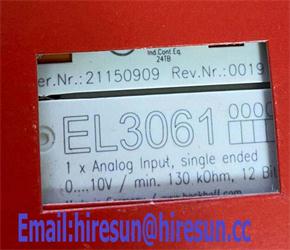 Ind.Cont.Eq.
24TB
er.Nr.:21150909 Rev.Nr.:0019
EL3061
1 x Analog Input, single ended
0....10V / min. 130 kOhm, 12 Bit
Email:hiresun@hiresun.cc